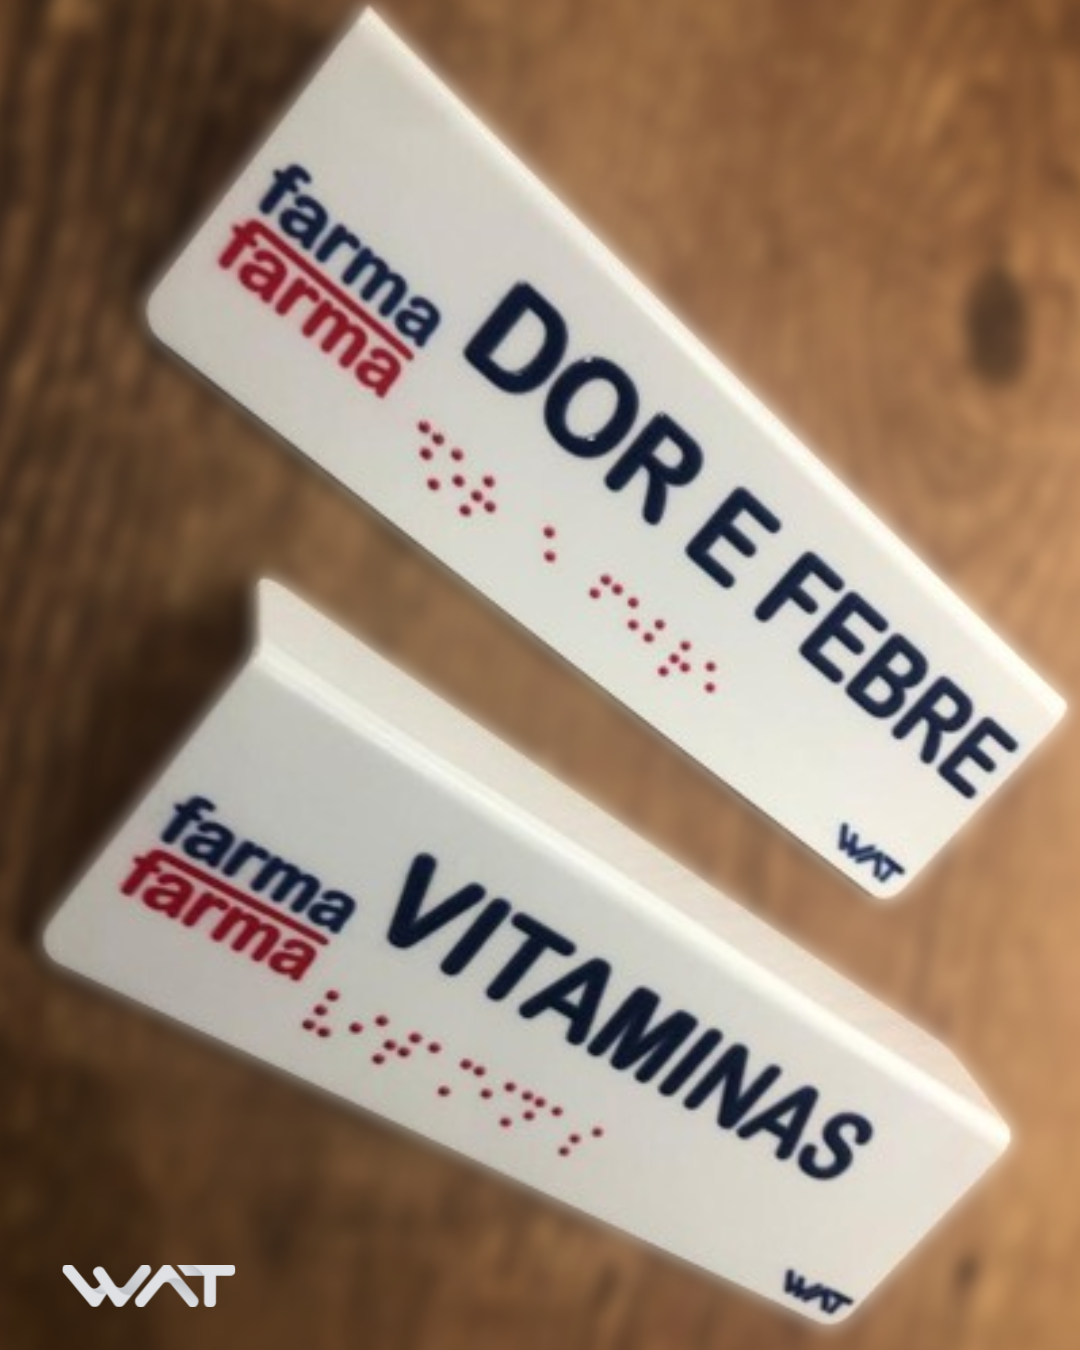 farma
farma
DOR E FEBRE
⠙⠕⠗ ⠑ ⠋⠑⠃⠗⠑
WAT
farma
farma
VITAMINAS
⠧⠊⠞⠁⠍⠊⠝⠁⠎
WAT
WAT